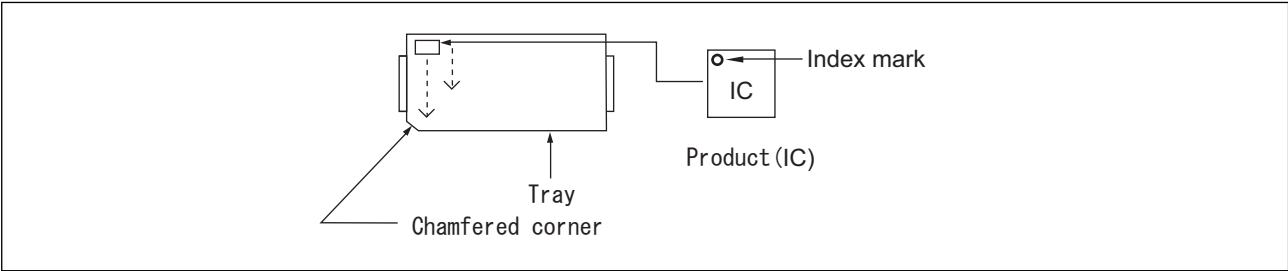 Index mark
IC
Product(IC)
Tray
Chamfered corner